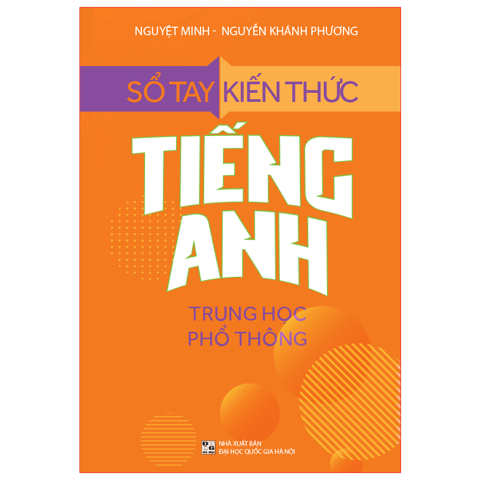 NGUYỆT MINH - NGUYỄN KHÁNH PHƯƠNG
SỔ TAY KIẾN THỨC
TIẾNG
ANH
TRUNG HỌC
PHỔ THÔNG
NHÀ XUẤT BẢN
ĐẠI HỌC QUỐC GIA HÀ NỘI